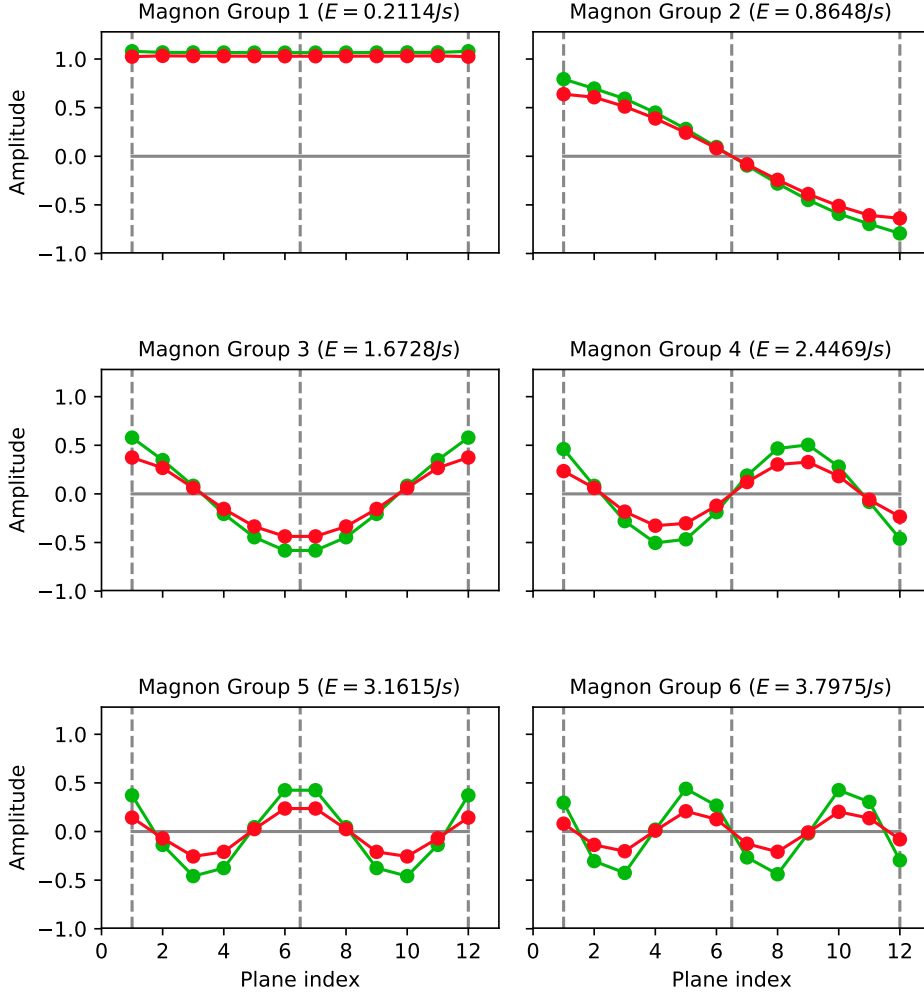 Magnon Group 1 (E = 0.2114Js)
Magnon Group 2 (E = 0.8648Js)
Amplitude
1.0
0.5
0.0
−0.5
−1.0
Magnon Group 3 (E = 1.6728Js)
Magnon Group 4 (E = 2.4469Js)
Amplitude
1.0
0.5
0.0
−0.5
−1.0
Magnon Group 5 (E = 3.1615Js)
Magnon Group 6 (E = 3.7975Js)
Amplitude
1.0
0.5
0.0
−0.5
−1.0
0 2 4 6 8 10 12
0 2 4 6 8 10 12
Plane index
Plane index